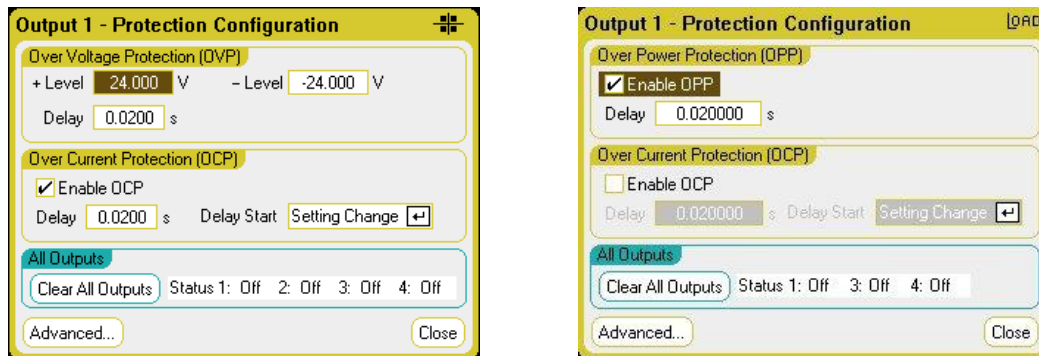 Output 1 - Protection Configuration
Over Voltage Protection (OVP)
+ Level 24.000 V - Level -24.000 V
Delay 0.0200 s
Over Current Protection (OCP)
Enable OCP
Delay 0.0200 s Delay Start Setting Change
All Outputs
Clear All Outputs Status 1: Off 2: Off 3: Off 4: Off
Advanced... Close
Output 1 - Protection Configuration LOAD
Over Power Protection (OPP)
Enable OPP
Delay 0.020000 s
Over Current Protection (OCP)
Enable OCP
Delay 0.020000 s Delay Start Setting Change
All Outputs
Clear All Outputs Status 1: Off 3: Off 4: Off
Advanced... Close